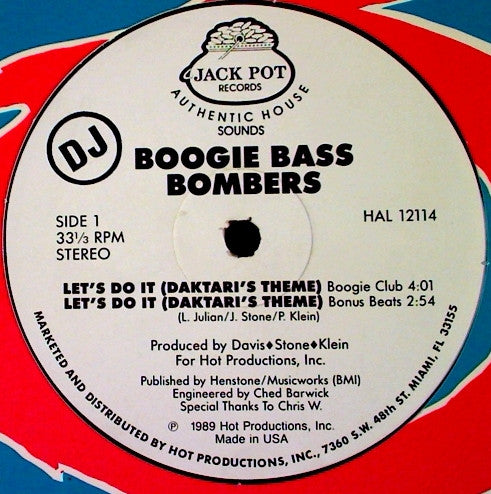 JACK POT
RECORDS
AUTHENTIC HOUSE
SOUNDS
DJ
BOOGIE BASS
BOMBERS
SIDE 1
33⅓ RPM
STEREO
HAL 12114
LET'S DO IT (DAKTARI'S THEME) Boogie Club 4:01
LET'S DO IT (DAKTARI'S THEME) Bonus Beats 2:54
(L. Julian/J. Stone/P. Klein)
Produced by Davis♦Stone♦Klein
For Hot Productions, Inc.
Published by Henstone/Musicworks (BMI)
Engineered by Ched Barwick
Special Thanks To Chris W.
℗ 1989 Hot Productions, Inc.
Made in USA
MARKETED AND DISTRIBUTED BY HOT PRODUCTIONS, INC., 7360 S.W. 48th ST. MIAMI, FL 33155